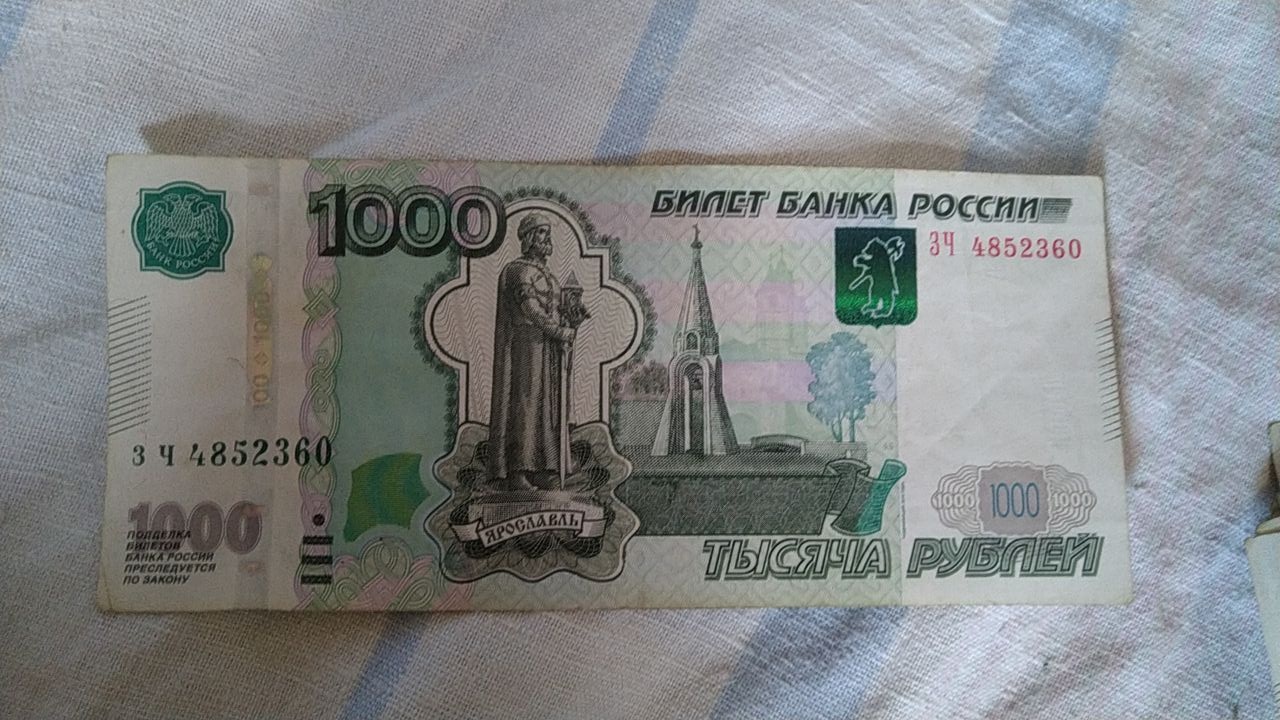 БАНК РОССИИ
1000
БИЛЕТ БАНКА РОССИИ
ЗЧ 4852360
ЗЧ 4852360
1000
ПОДДЕЛКА
БИЛЕТОВ
БАНКА РОССИИ
ПРЕСЛЕДУЕТСЯ
ПО ЗАКОНУ
ЯРОСЛАВЛЬ
1000 1000 1000
ТЫСЯЧА РУБЛЕЙ